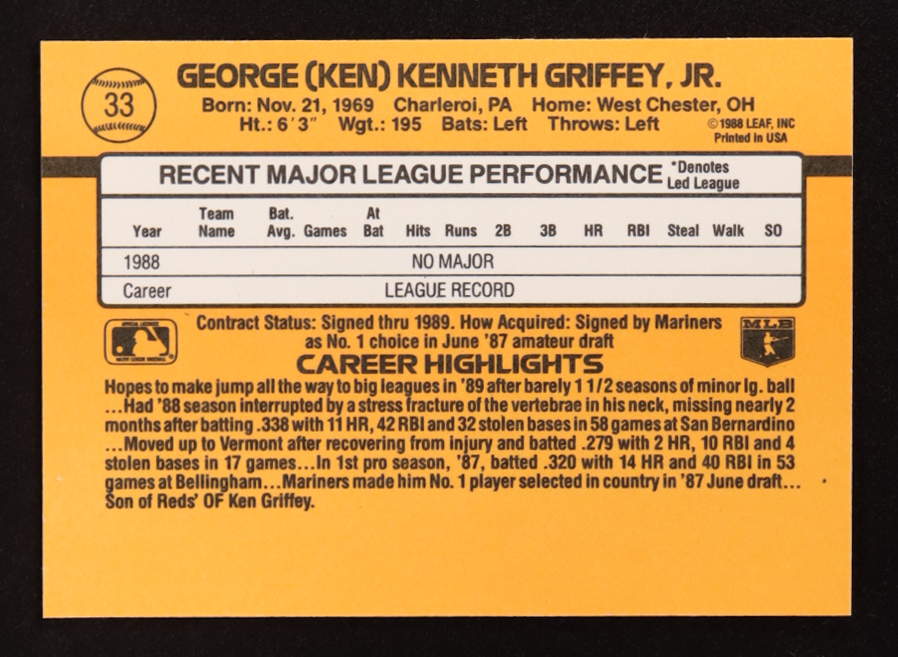 33
GEORGE (KEN) KENNETH GRIFFEY, JR.
Born: Nov. 21, 1969 Charleroi, PA Home: West Chester, OH
Ht.: 6'3" Wgt.: 195 Bats: Left Throws: Left
©1988 LEAF, INC
Printed in USA
RECENT MAJOR LEAGUE PERFORMANCE *Denotes Led League
Year Team Name Bat. Avg. Games At Bat Hits Runs 2B 3B HR RBI Steal Walk SO
1988 NO MAJOR
Career LEAGUE RECORD
Contract Status: Signed thru 1989. How Acquired: Signed by Mariners
as No. 1 choice in June '87 amateur draft
MLB
CAREER HIGHLIGHTS
Hopes to make jump all the way to big leagues in '89 after barely 1 1/2 seasons of minor lg. ball
...Had '88 season interrupted by a stress fracture of the vertebrae in his neck, missing nearly 2
months after batting .338 with 11 HR, 42 RBI and 32 stolen bases in 58 games at San Bernardino
...Moved up to Vermont after recovering from injury and batted .279 with 2 HR, 10 RBI and 4
stolen bases in 17 games...In 1st pro season, '87, batted .320 with 14 HR and 40 RBI in 53
games at Bellingham...Mariners made him No. 1 player selected in country in '87 June draft...
Son of Reds' OF Ken Griffey.